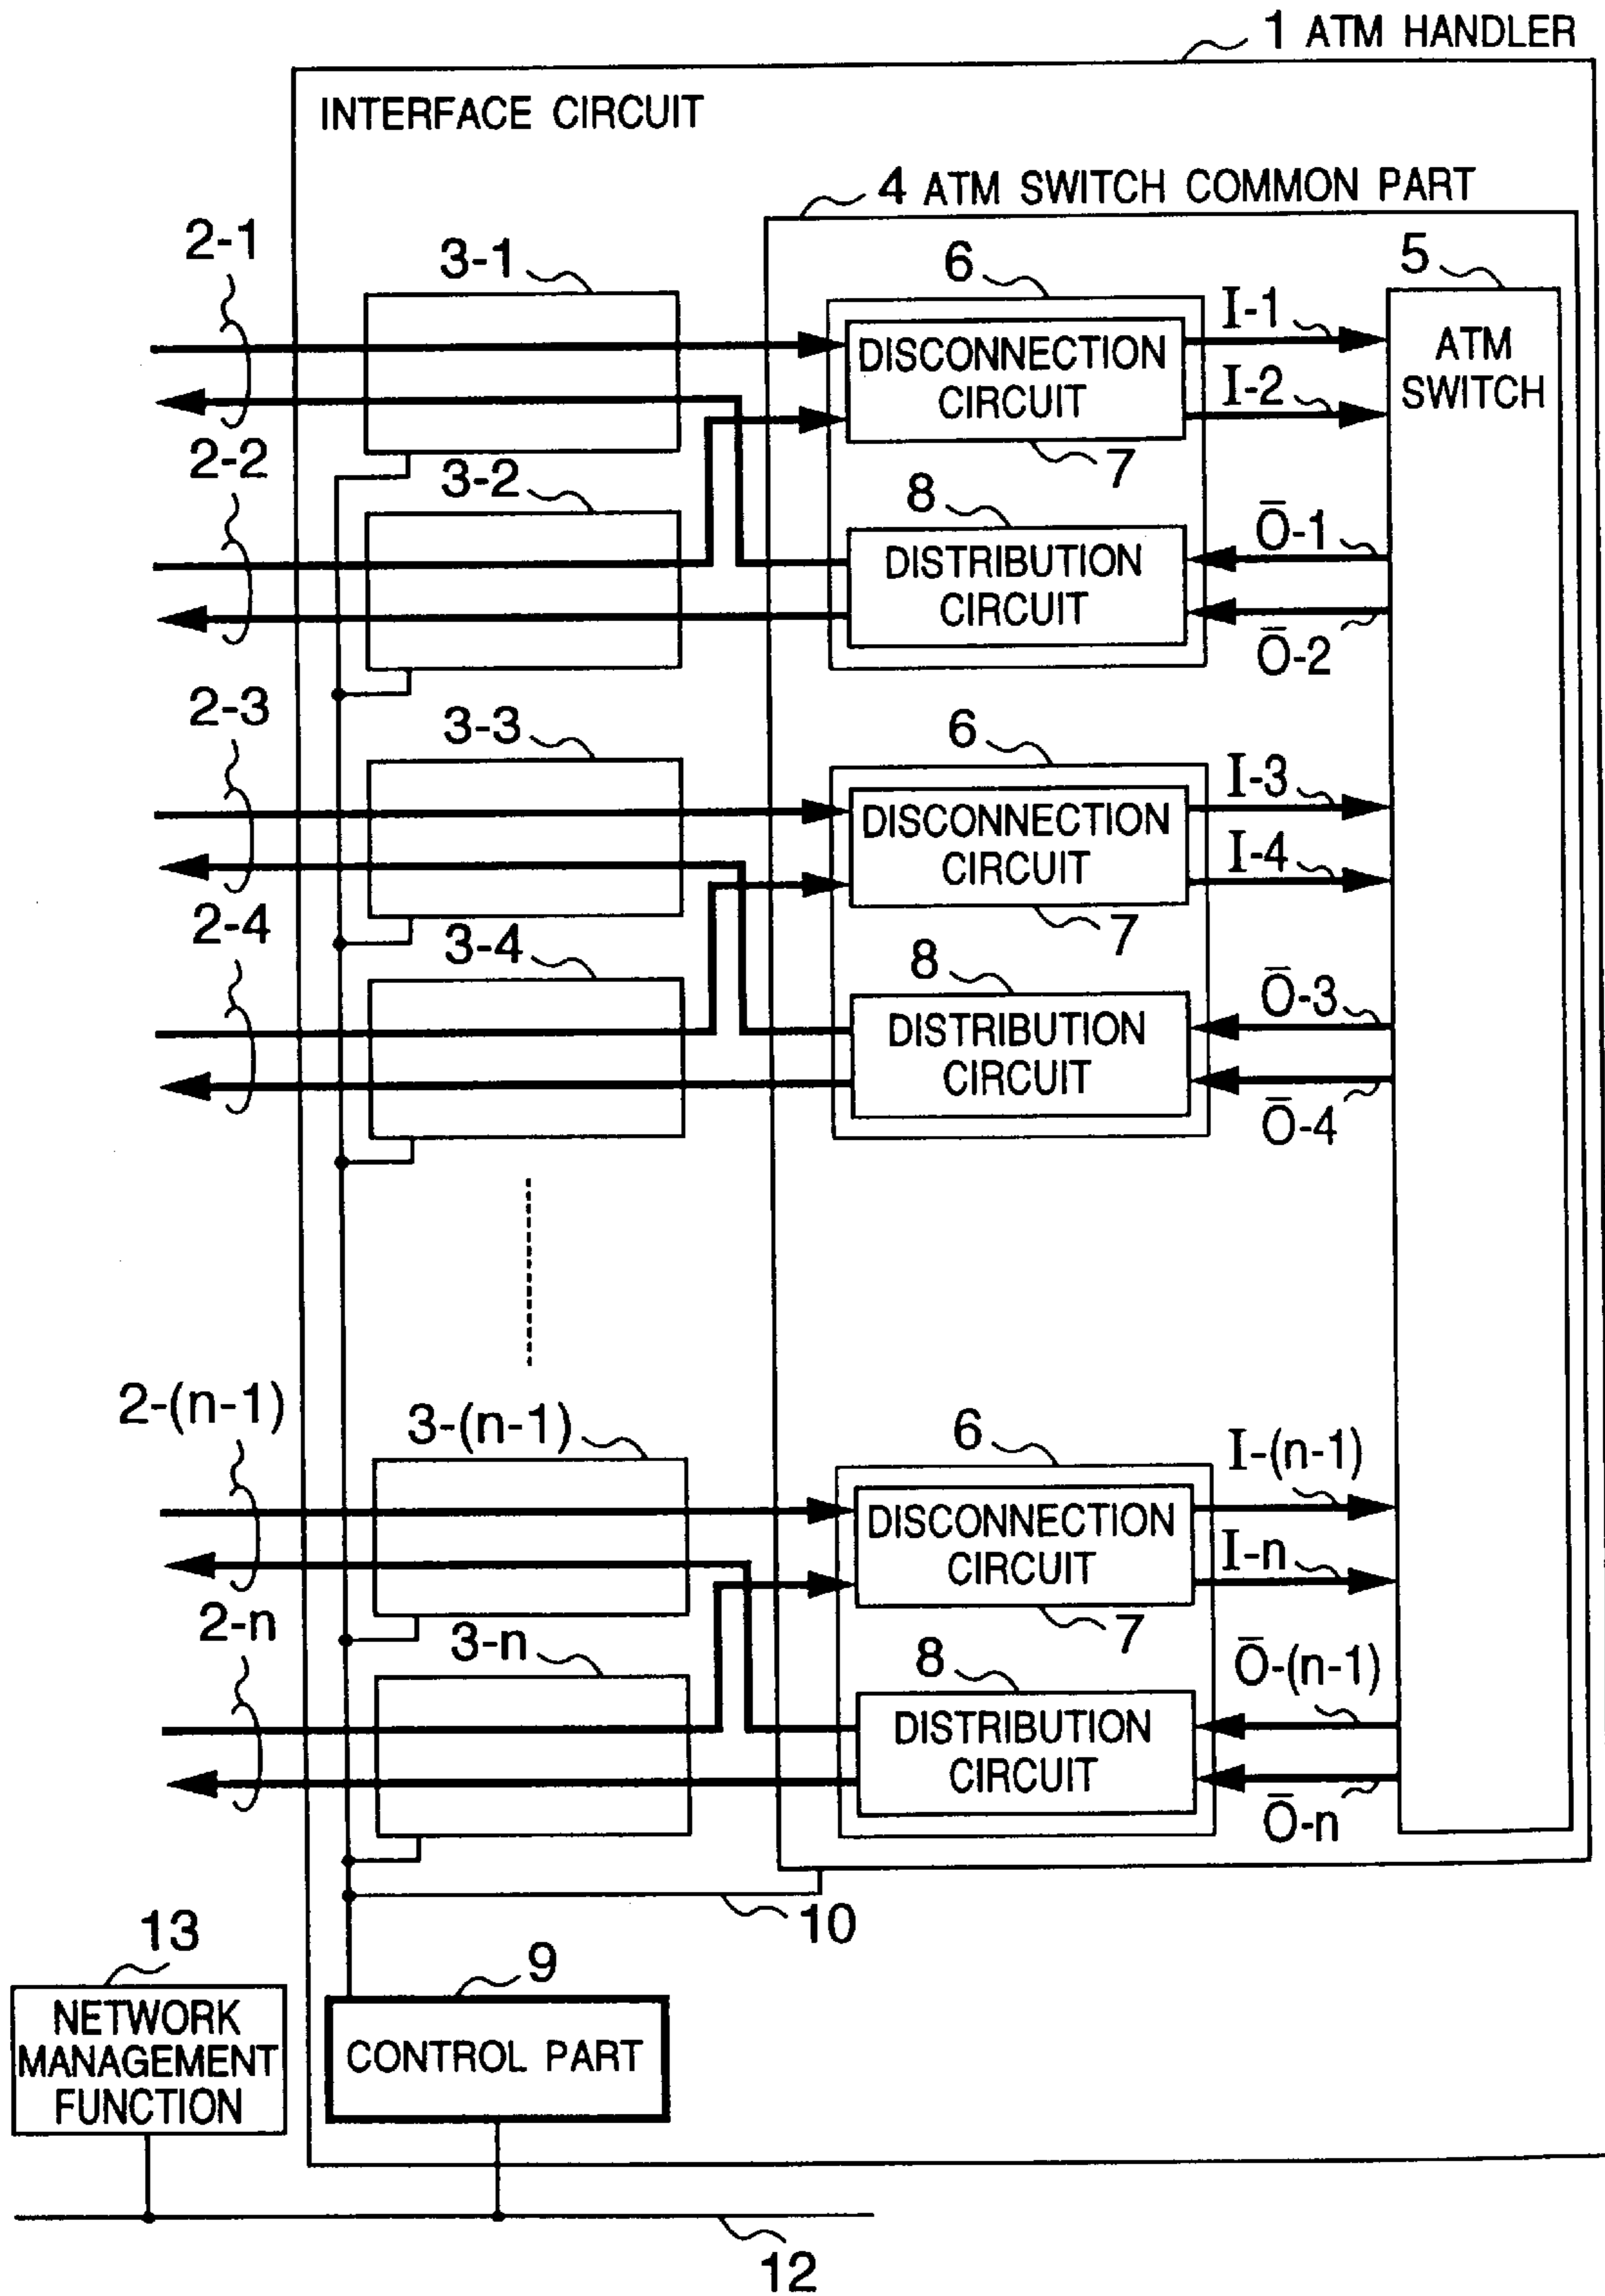 1 ATM HANDLER
INTERFACE CIRCUIT
4 ATM SWITCH COMMON PART
2-1
3-1
6
5
DISCONNECTION
CIRCUIT
7
I-1
I-2
ATM
SWITCH
2-2
3-2
8
DISTRIBUTION
CIRCUIT
O̅-1
O̅-2
2-3
3-3
6
DISCONNECTION
CIRCUIT
7
I-3
I-4
2-4
3-4
8
DISTRIBUTION
CIRCUIT
O̅-3
O̅-4
2-(n-1)
3-(n-1)
6
DISCONNECTION
CIRCUIT
7
I-(n-1)
I-n
2-n
3-n
8
DISTRIBUTION
CIRCUIT
O̅-(n-1)
O̅-n
10
13
NETWORK
MANAGEMENT
FUNCTION
9
CONTROL PART
12